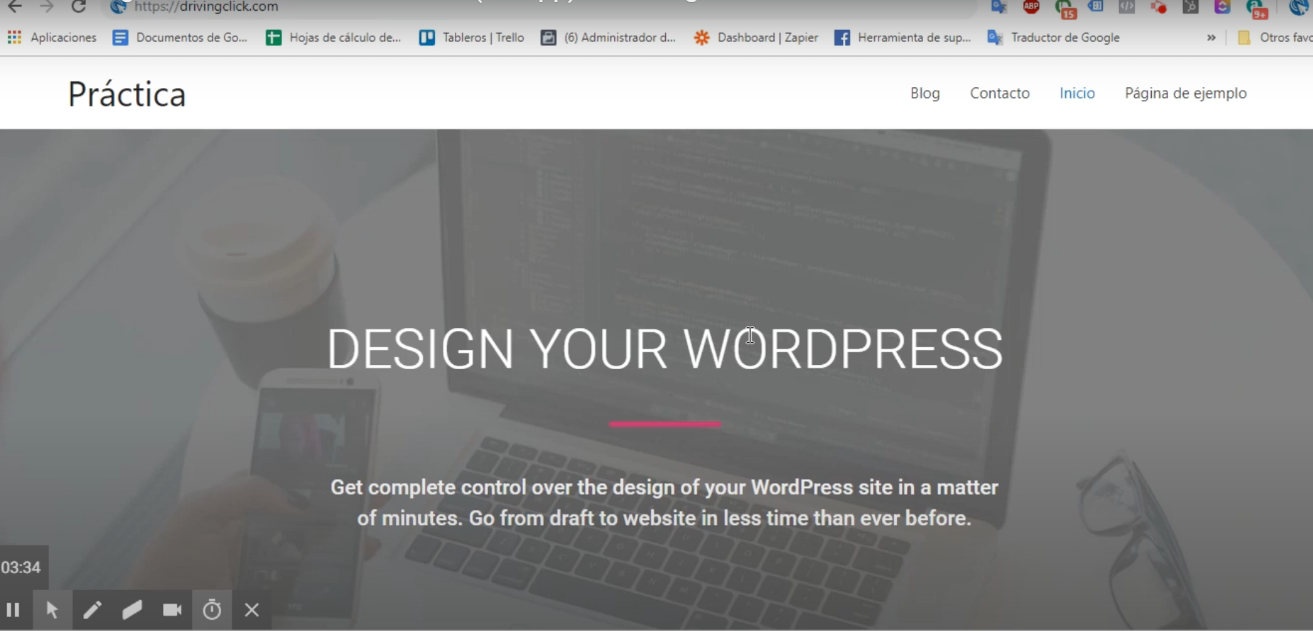 https://drivingclick.com
ABP
15
9+
Aplicaciones
Documentos de Go...
Hojas de cálculo de...
Tableros | Trello
(6) Administrador d...
Dashboard | Zapier
Herramienta de sup...
Traductor de Google
»
Otros favo
Práctica
Blog
Contacto
Inicio
Página de ejemplo
DESIGN YOUR WORDPRESS
Get complete control over the design of your WordPress site in a matter
of minutes. Go from draft to website in less time than ever before.
03:34